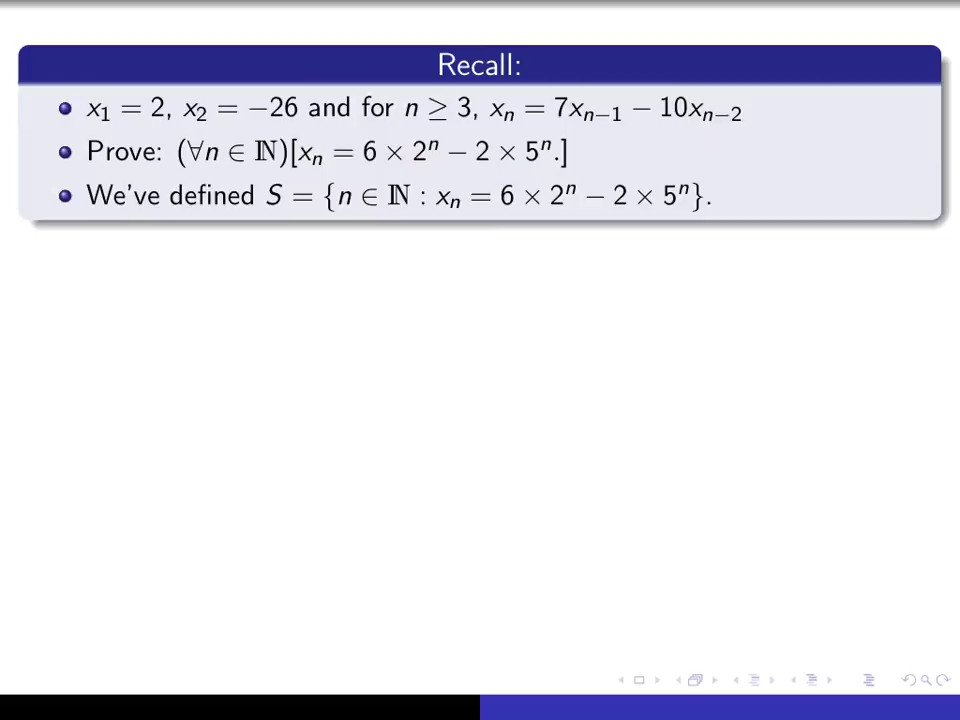 Recall:
x₁ = 2, x₂ = −26 and for n ≥ 3, xₙ = 7xₙ₋₁ − 10xₙ₋₂
Prove: (∀n ∈ ℕ)[xₙ = 6 × 2ⁿ − 2 × 5ⁿ.]
We've defined S = {n ∈ ℕ : xₙ = 6 × 2ⁿ − 2 × 5ⁿ}.